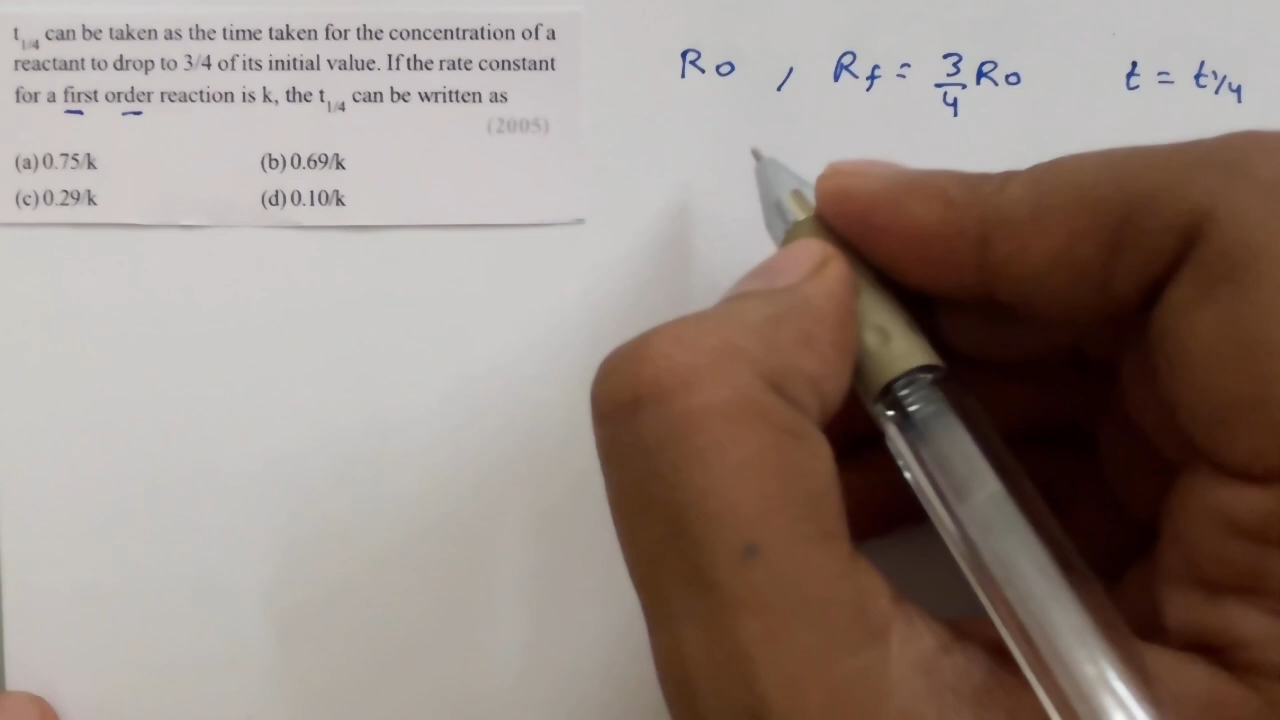 t1/4 can be taken as the time taken for the concentration of a
reactant to drop to 3/4 of its initial value. If the rate constant
for a first order reaction is k, the t1/4 can be written as
(2005)
(a) 0.75/k (b) 0.69/k
(c) 0.29/k (d) 0.10/k
Ro , Rf = 3/4 Ro t = t1/4